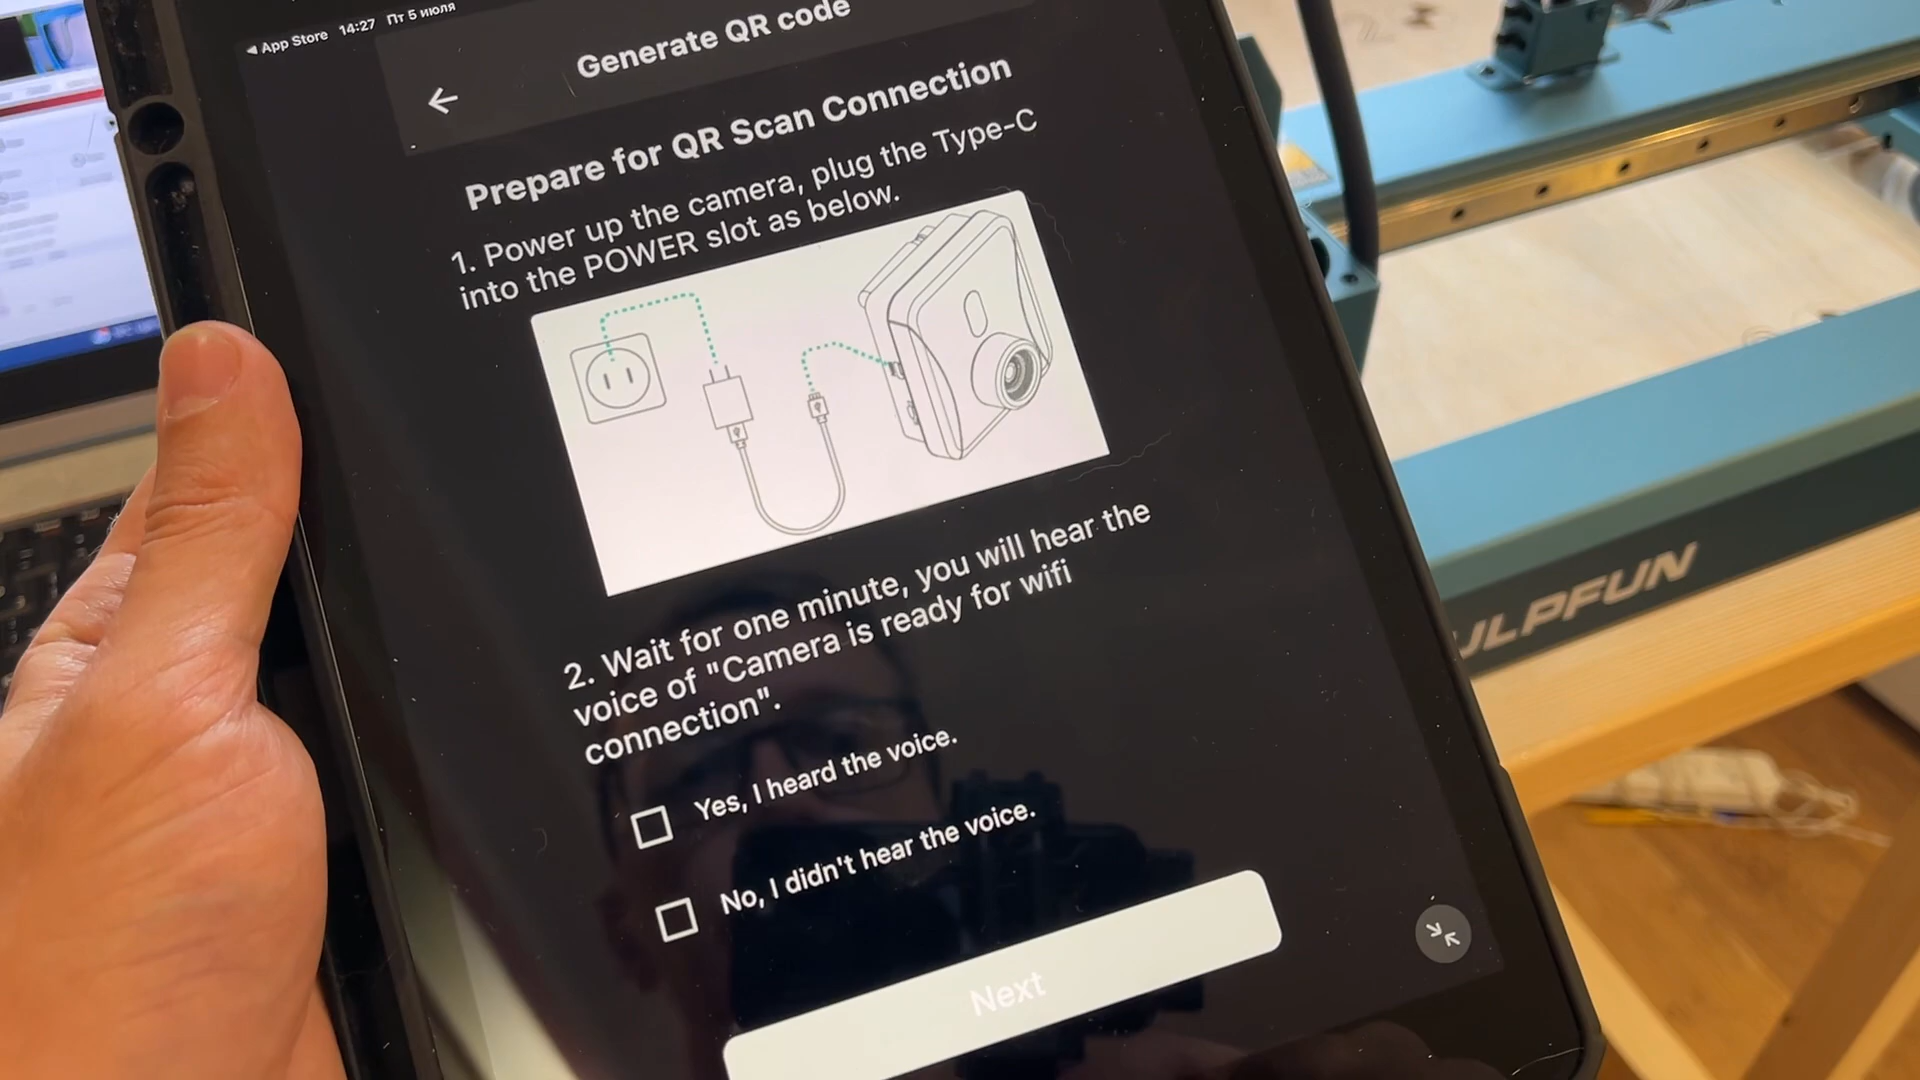 ◀ App Store 14:27 Пт 5 июля
Generate QR code
Prepare for QR Scan Connection
1. Power up the camera, plug the Type-C
into the POWER slot as below.
2. Wait for one minute, you will hear the
voice of "Camera is ready for wifi
connection".
Yes, I heard the voice.
No, I didn't hear the voice.
Next
ULPFUN